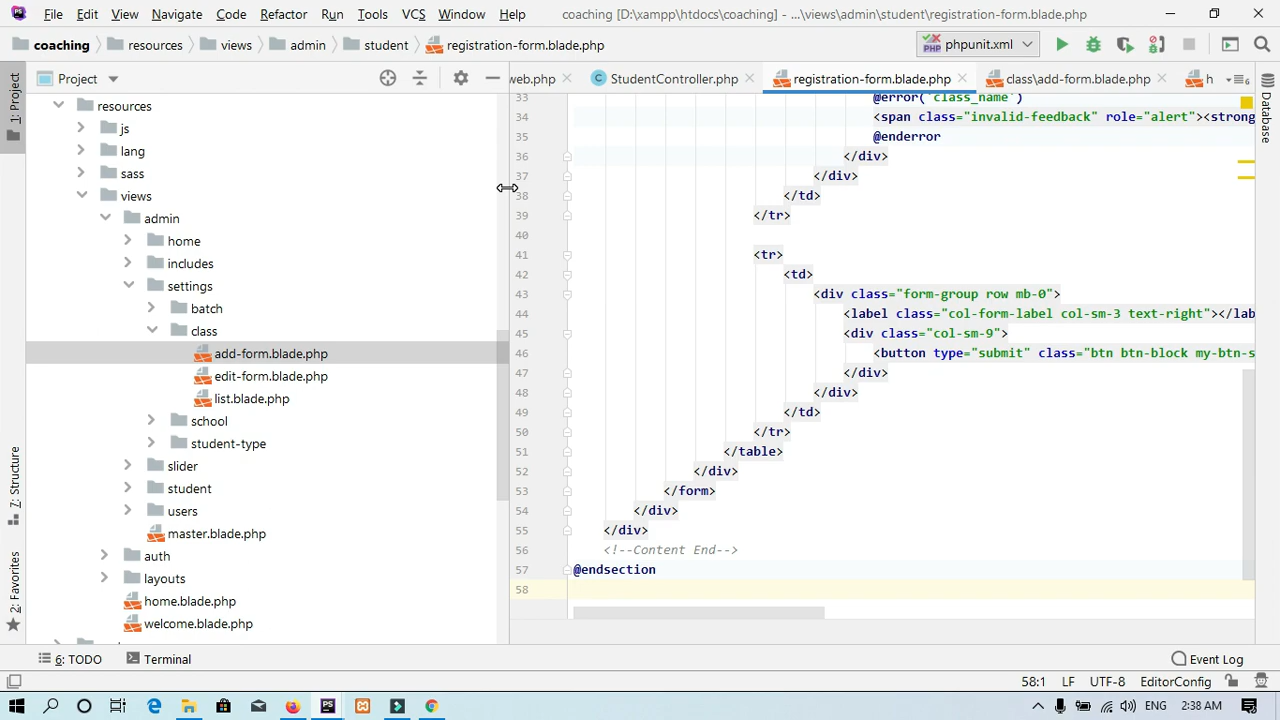 File Edit View Navigate Code Refactor Run Tools VCS Window Help coaching [D:\xampp\htdocs\coaching] - ...\views\admin\student\registration-form.blade.php
coaching resources views admin student registration-form.blade.php phpunit.xml
Project web.php StudentController.php registration-form.blade.php class\add-form.blade.php h
1: Project
7: Structure
2: Favorites
Database
resources
js
lang
sass
views
admin
home
includes
settings
batch
class
add-form.blade.php
edit-form.blade.php
list.blade.php
school
student-type
slider
student
users
master.blade.php
auth
layouts
home.blade.php
welcome.blade.php
33 @error('class_name')
34 <span class="invalid-feedback" role="alert"><strong
35 @enderror
36 </div>
37 </div>
38 </td>
39 </tr>
40
41 <tr>
42 <td>
43 <div class="form-group row mb-0">
44 <label class="col-form-label col-sm-3 text-right"></lab
45 <div class="col-sm-9">
46 <button type="submit" class="btn btn-block my-btn-s
47 </div>
48 </div>
49 </td>
50 </tr>
51 </table>
52 </div>
53 </form>
54 </div>
55 </div>
56 <!--Content End-->
57 @endsection
58
6: TODO Terminal Event Log
58:1 LF UTF-8 EditorConfig
ENG 2:38 AM